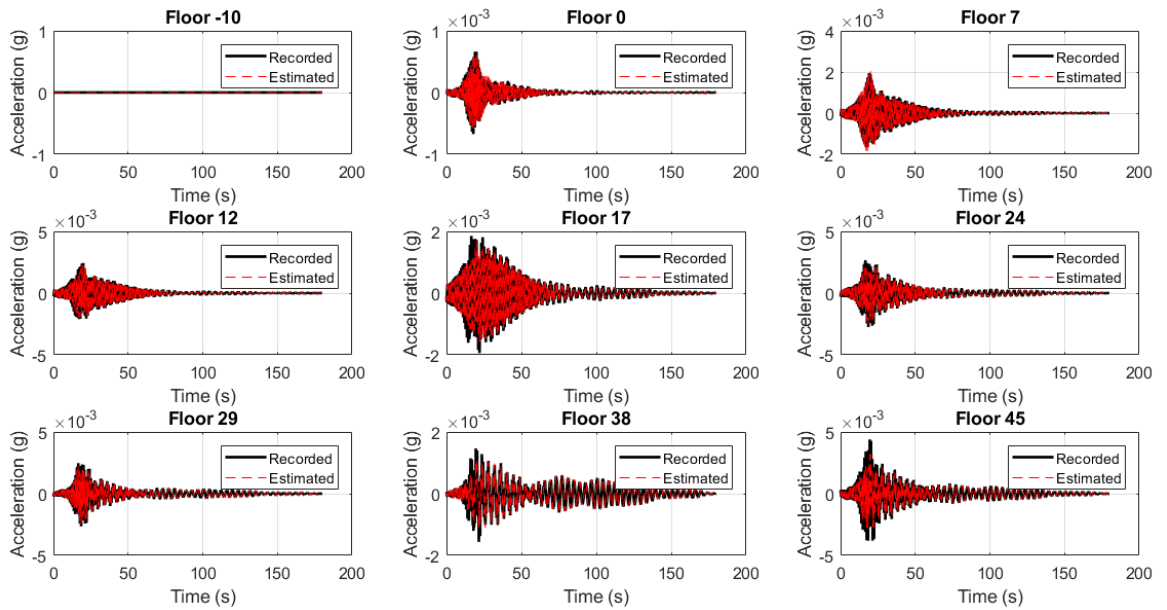 Floor -10
Acceleration (g)
1
0
-1
0 50 100 150 200
Time (s)
Recorded
Estimated
Floor 0
×10⁻³
Acceleration (g)
1
0
-1
0 50 100 150 200
Time (s)
Recorded
Estimated
Floor 7
×10⁻³
Acceleration (g)
4
2
0
-2
0 50 100 150 200
Time (s)
Recorded
Estimated
Floor 12
×10⁻³
Acceleration (g)
5
0
-5
0 50 100 150 200
Time (s)
Recorded
Estimated
Floor 17
×10⁻³
Acceleration (g)
2
0
-2
0 50 100 150 200
Time (s)
Recorded
Estimated
Floor 24
×10⁻³
Acceleration (g)
5
0
-5
0 50 100 150 200
Time (s)
Recorded
Estimated
Floor 29
×10⁻³
Acceleration (g)
5
0
-5
0 50 100 150 200
Time (s)
Recorded
Estimated
Floor 38
×10⁻³
Acceleration (g)
2
0
-2
0 50 100 150 200
Time (s)
Recorded
Estimated
Floor 45
×10⁻³
Acceleration (g)
5
0
-5
0 50 100 150 200
Time (s)
Recorded
Estimated